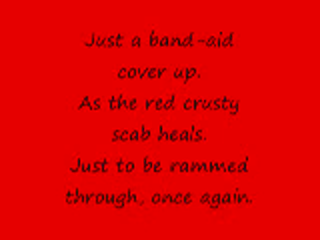 Just a band-aid
cover up.
As the red crusty
scab heals.
Just to be rammed
through, once again.